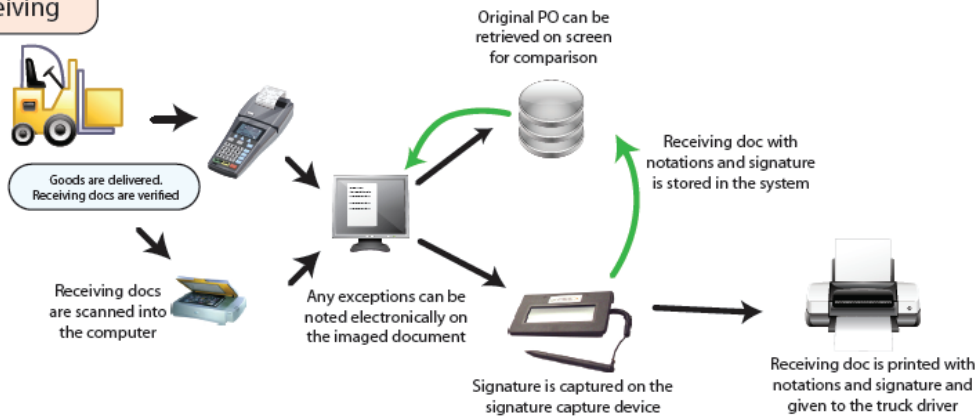 Original PO can be
retrieved on screen
for comparison
Goods are delivered.
Receiving docs are verified
Receiving doc with
notations and signature
is stored in the system
Receiving docs
are scanned into
the computer
Any exceptions can be
noted electronically on
the imaged document
Signature is captured on the
signature capture device
Receiving doc is printed with
notations and signature and
given to the truck driver